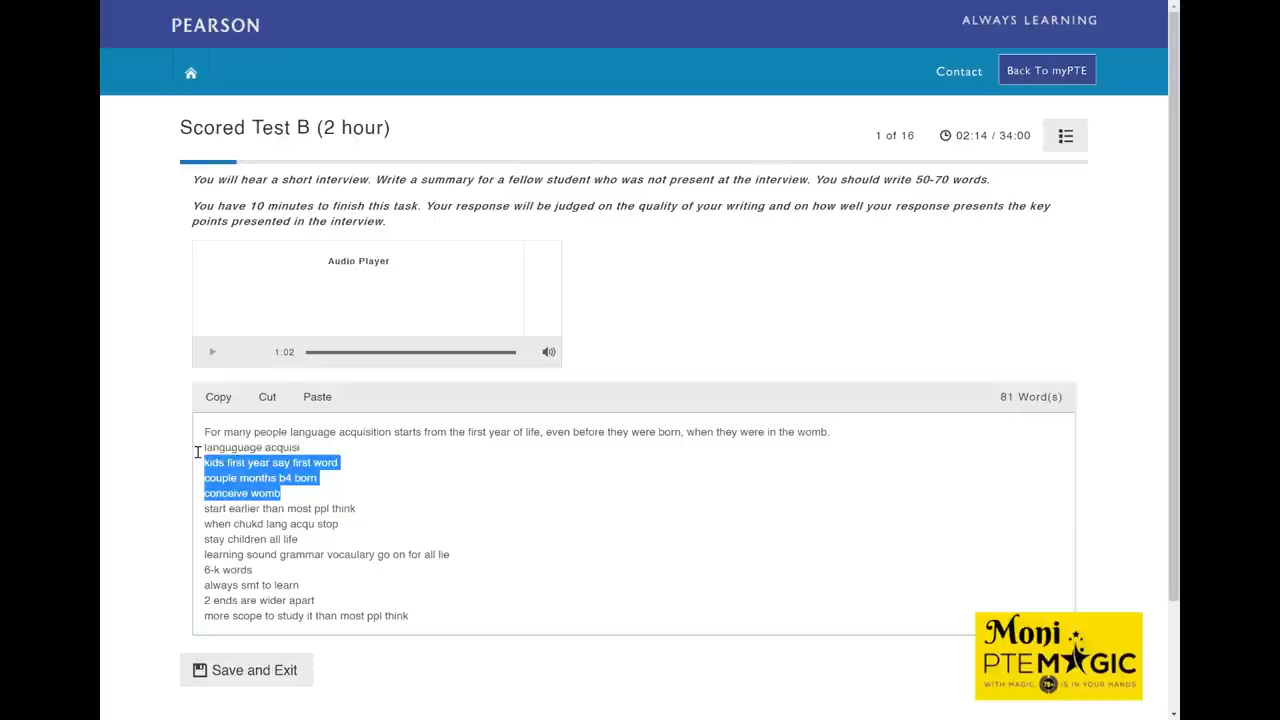 PEARSON
ALWAYS LEARNING
Contact
Back To myPTE
Scored Test B (2 hour)
1 of 16
02:14 / 34:00
You will hear a short interview. Write a summary for a fellow student who was not present at the interview. You should write 50-70 words.
You have 10 minutes to finish this task. Your response will be judged on the quality of your writing and on how well your response presents the key
points presented in the interview.
Audio Player
1:02
Copy Cut Paste
81 Word(s)
For many people language acquisition starts from the first year of life, even before they were born, when they were in the womb.
languguage acquisi
kids first year say first word
couple months b4 born
conceive womb
start earlier than most ppl think
when chukd lang acqu stop
stay children all life
learning sound grammar vocaulary go on for all lie
6-k words
always smt to learn
2 ends are wider apart
more scope to study it than most ppl think
Save and Exit
Moni
PTEMAGIC
WITH MAGIC, IS IN YOUR HANDS